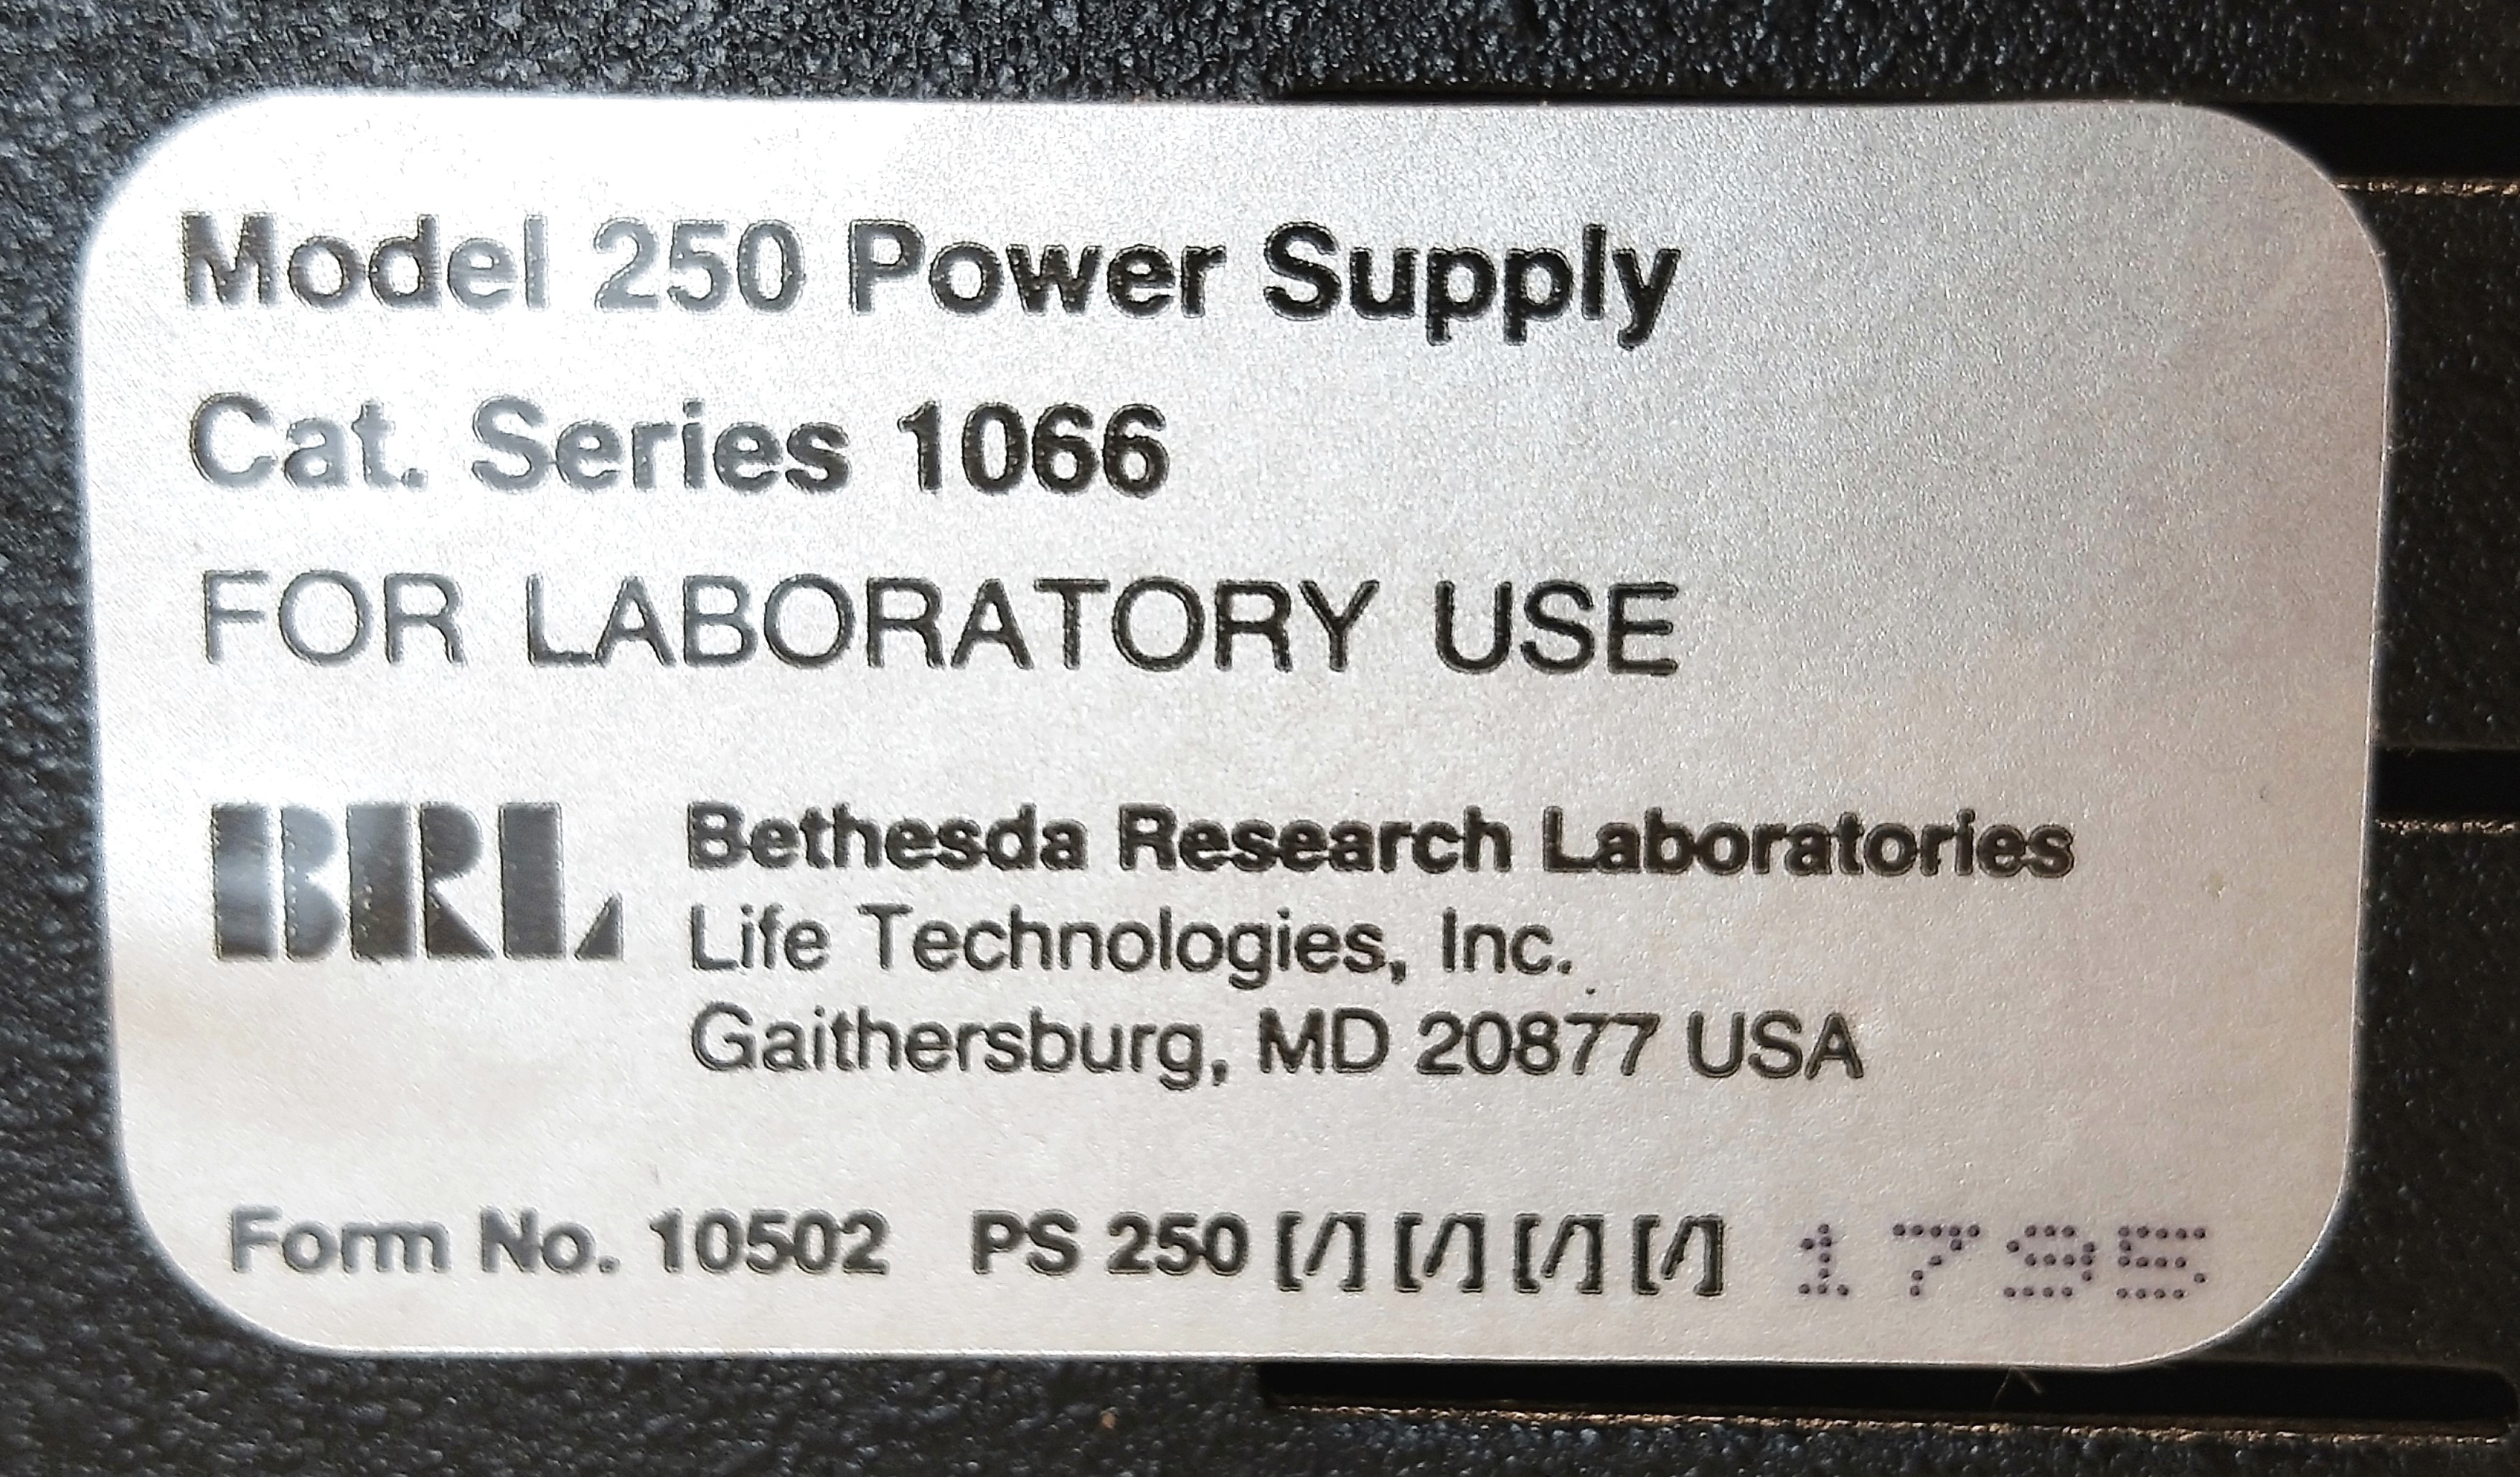 Model 250 Power Supply
Cat. Series 1066
FOR LABORATORY USE
BRL
Bethesda Research Laboratories
Life Technologies, Inc.
Gaithersburg, MD 20877 USA
Form No. 10502 PS 250 [/] [/] [/] [/] 1795